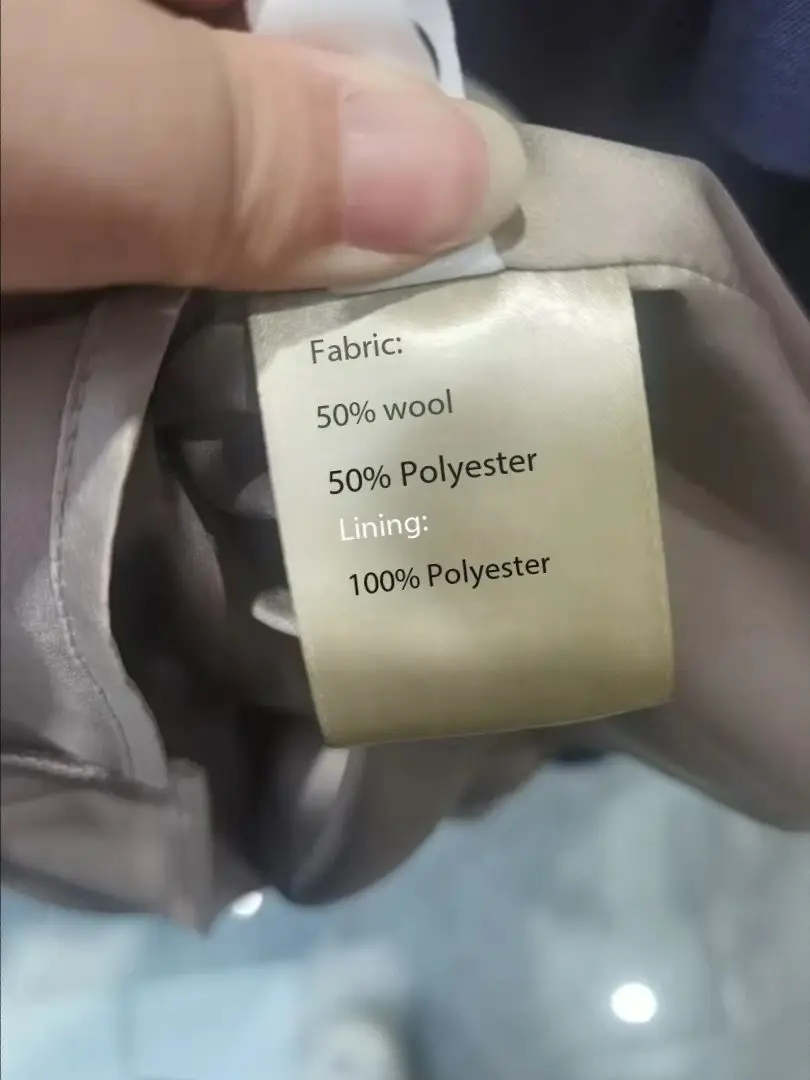 Fabric:
50% wool
50% Polyester
Lining:
100% Polyester